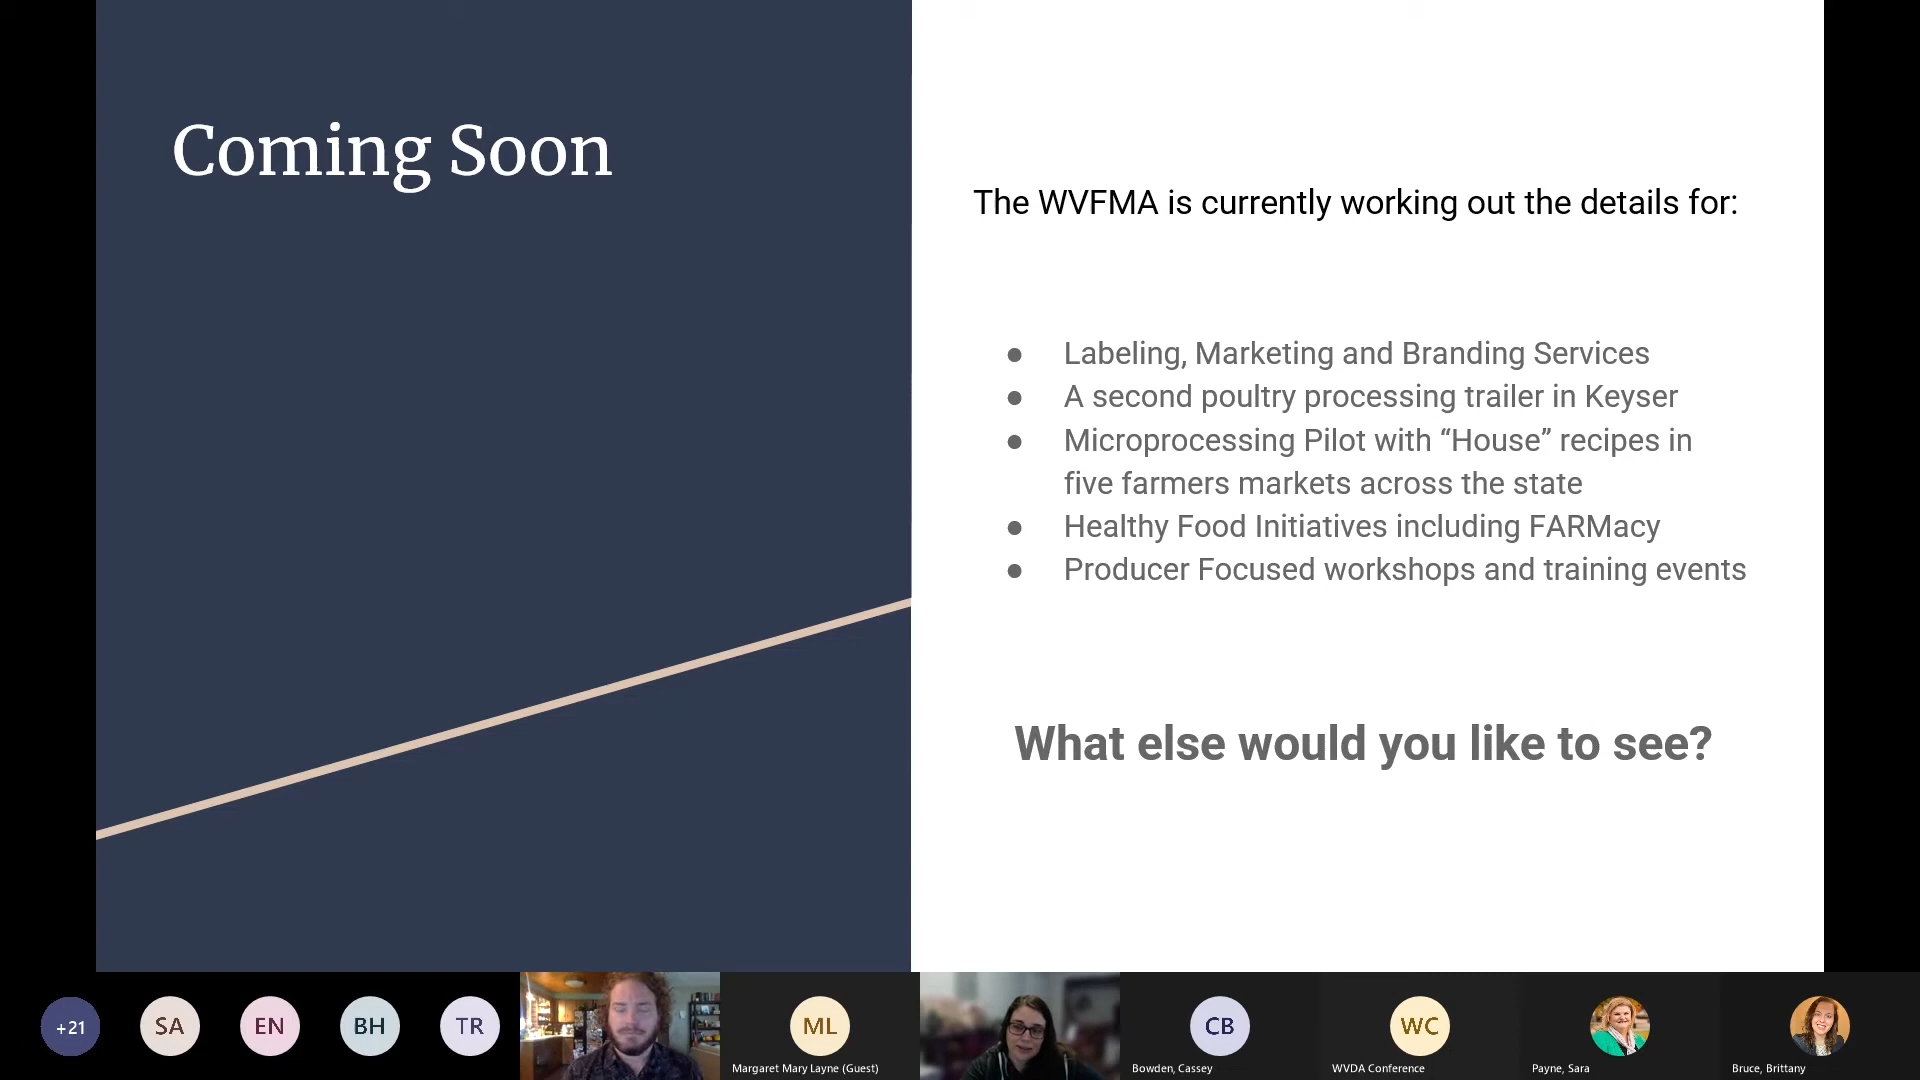 Coming Soon
The WVFMA is currently working out the details for:
● Labeling, Marketing and Branding Services
● A second poultry processing trailer in Keyser
● Microprocessing Pilot with “House” recipes in
five farmers markets across the state
● Healthy Food Initiatives including FARMacy
● Producer Focused workshops and training events
What else would you like to see?
+21
SA
EN
BH
TR
ML
Margaret Mary Layne (Guest)
CB
Bowden, Cassey
WC
WVDA Conference
Payne, Sara
Bruce, Brittany